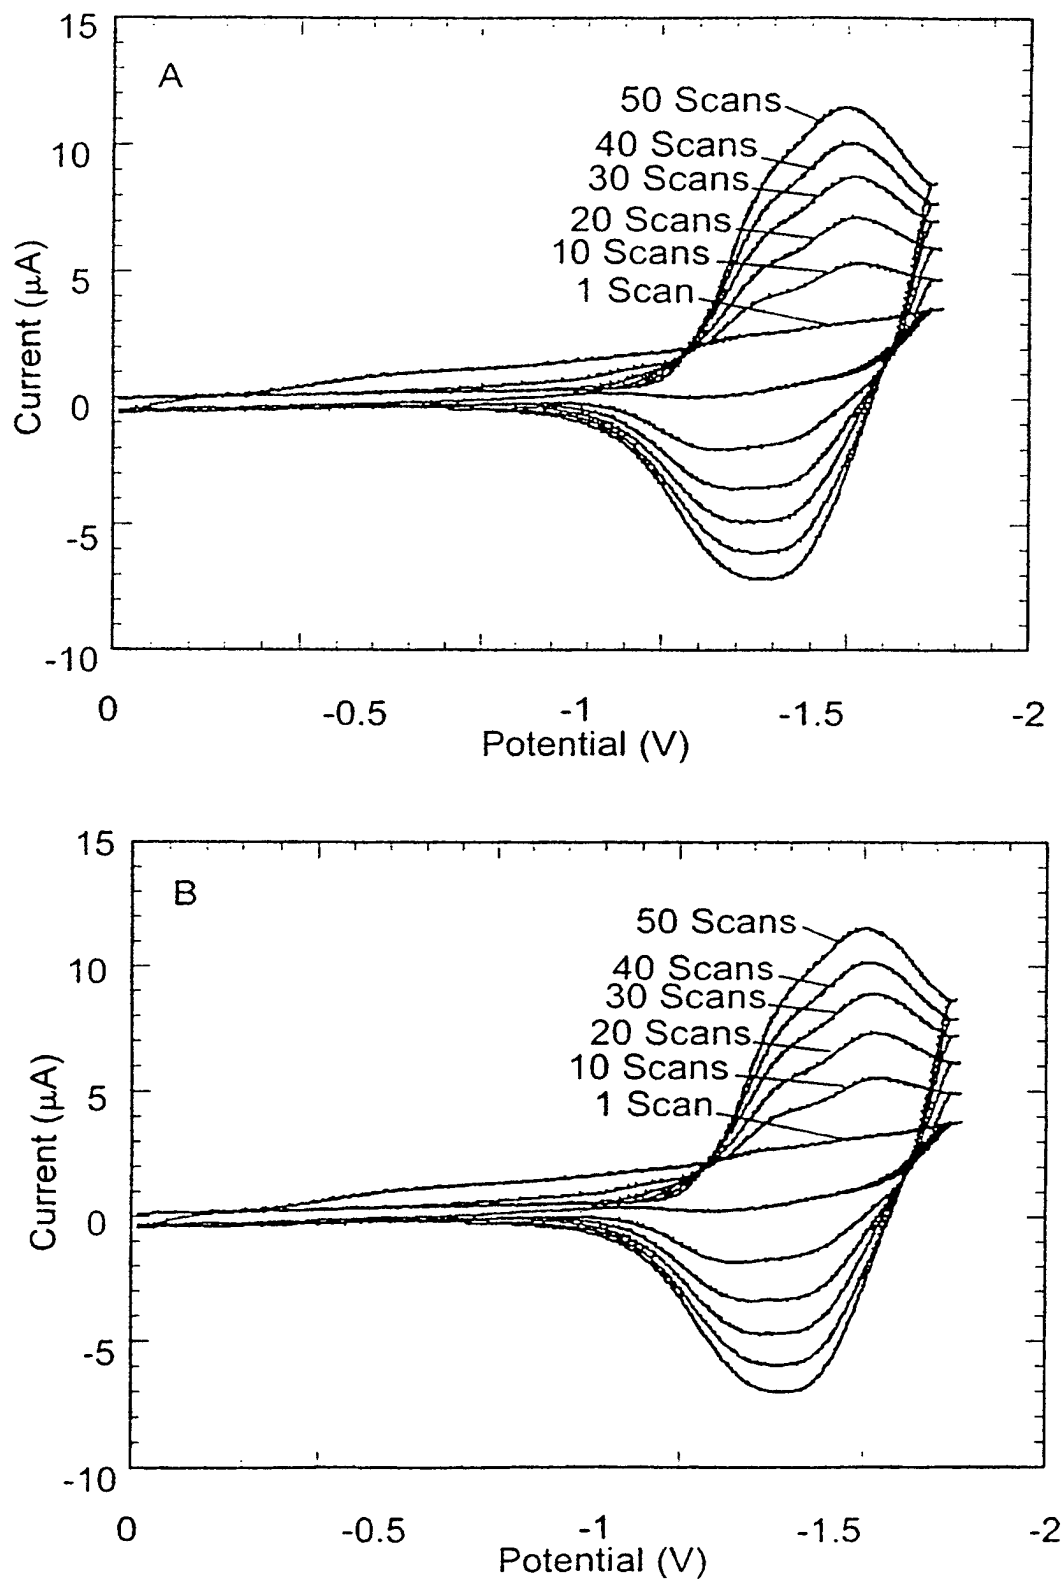 15
A
50 Scans
40 Scans
10
30 Scans
20 Scans
10 Scans
5
1 Scan
Current (µA)
0
-5
-10
0 -0.5 -1 -1.5 -2
Potential (V)
15
B
50 Scans
40 Scans
10
30 Scans
20 Scans
10 Scans
5
1 Scan
Current (µA)
0
-5
-10
0 -0.5 -1 -1.5 -2
Potential (V)